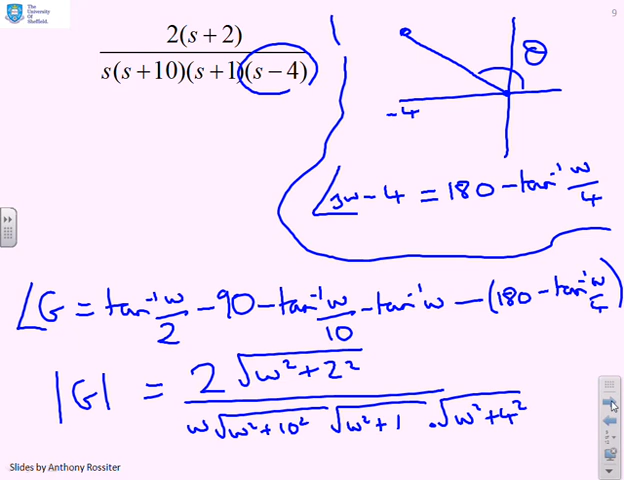 The University Of Sheffield.
9
2(s + 2)
s(s + 10)(s + 1)(s − 4)
θ
-4
∠jw - 4 = 180 - tan⁻¹ w/4
∠G = tan⁻¹ w/2 - 90 - tan⁻¹ w/10 - tan⁻¹ w - (180 - tan⁻¹ w/4)
|G| = 2 √w² + 2²
w √w² + 10² √w² + 1 . √w² + 4²
Slides by Anthony Rossiter